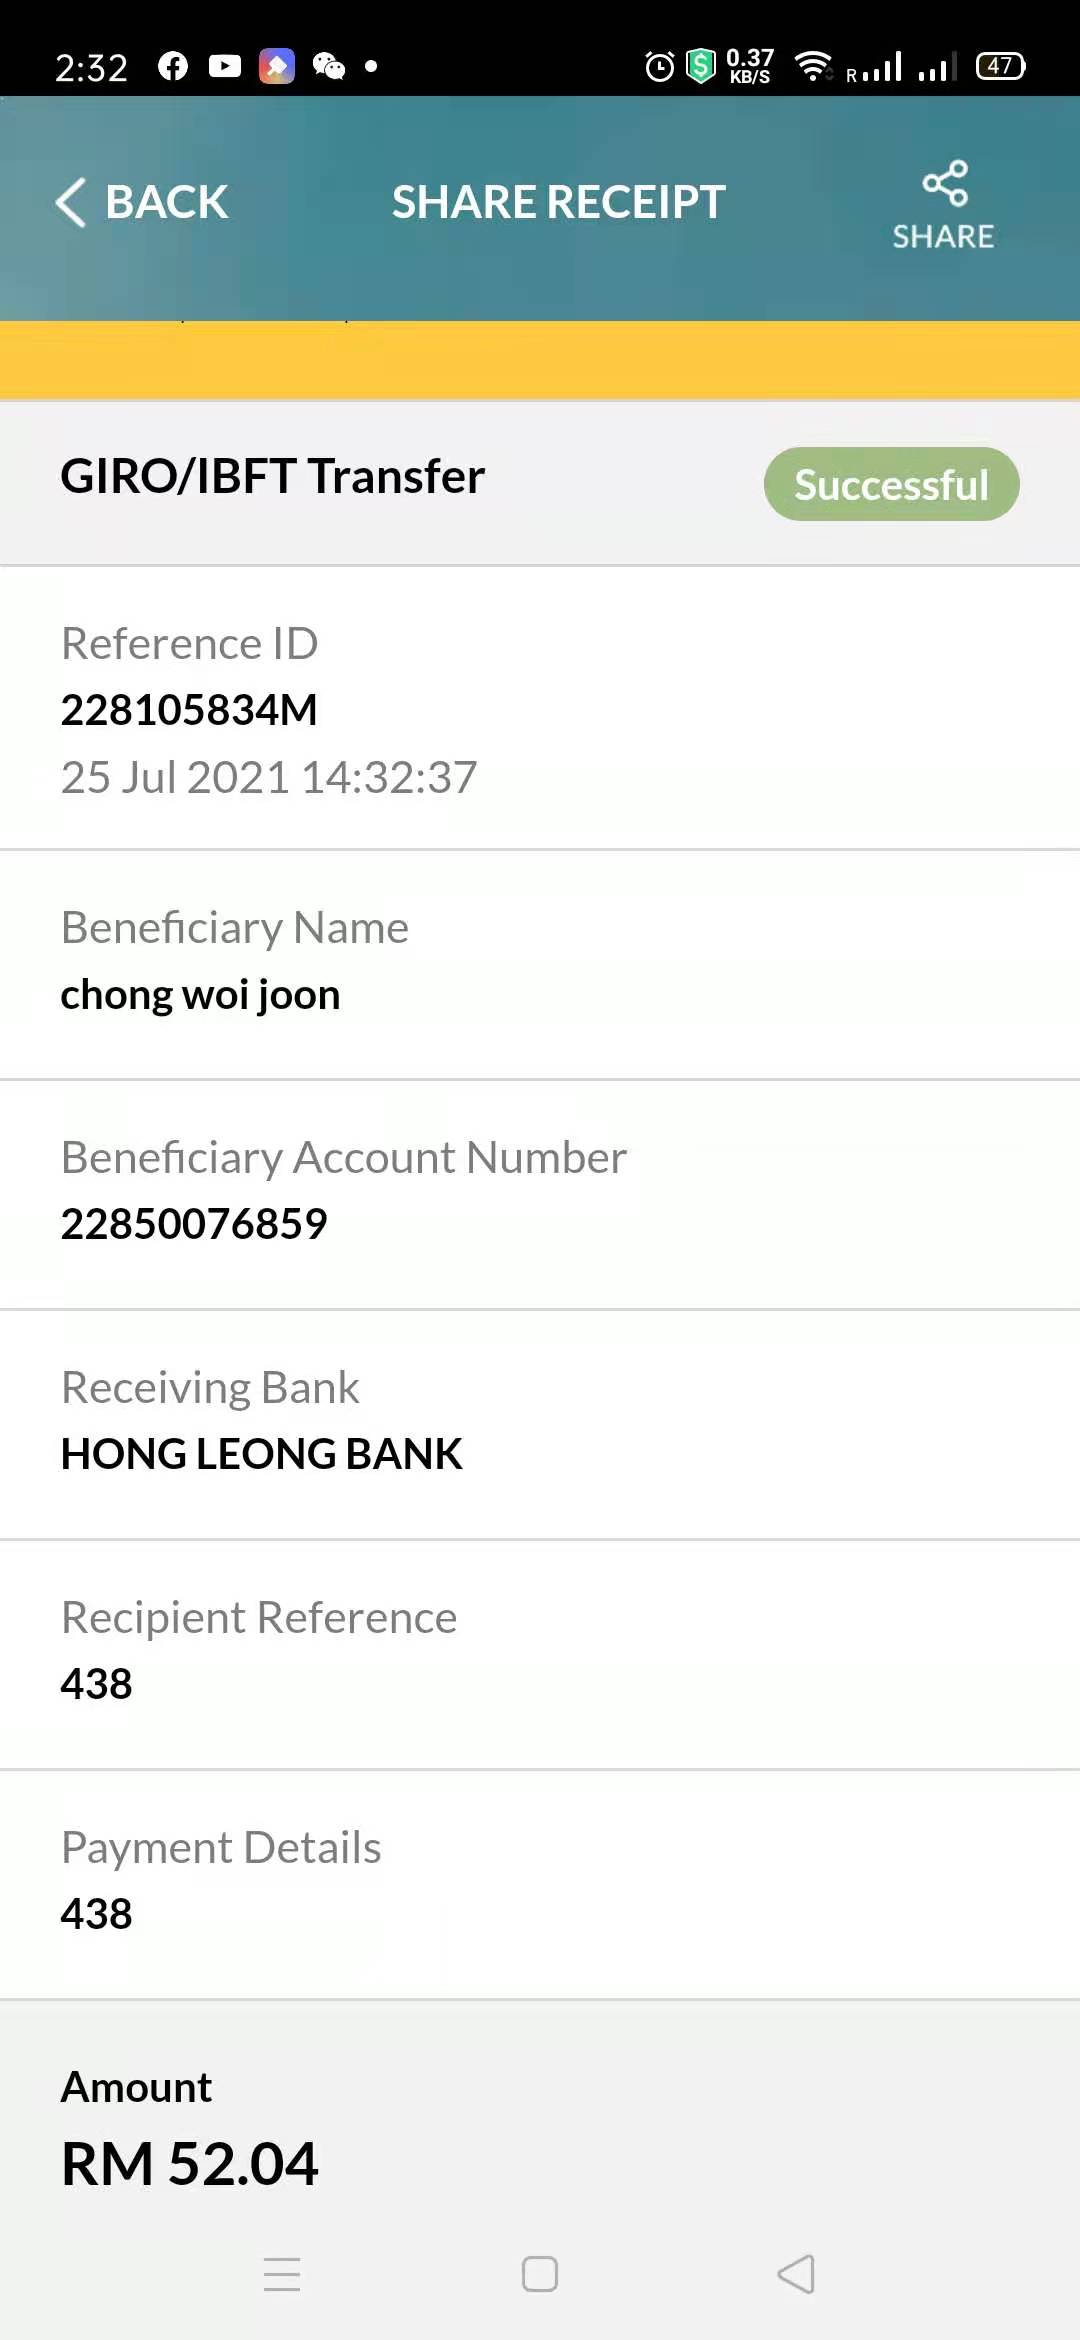 2:32 0.37 KB/S R 47
BACK SHARE RECEIPT SHARE
GIRO/IBFT Transfer Successful
Reference ID
228105834M
25 Jul 2021 14:32:37
Beneficiary Name
chong woi joon
Beneficiary Account Number
22850076859
Receiving Bank
HONG LEONG BANK
Recipient Reference
438
Payment Details
438
Amount
RM 52.04